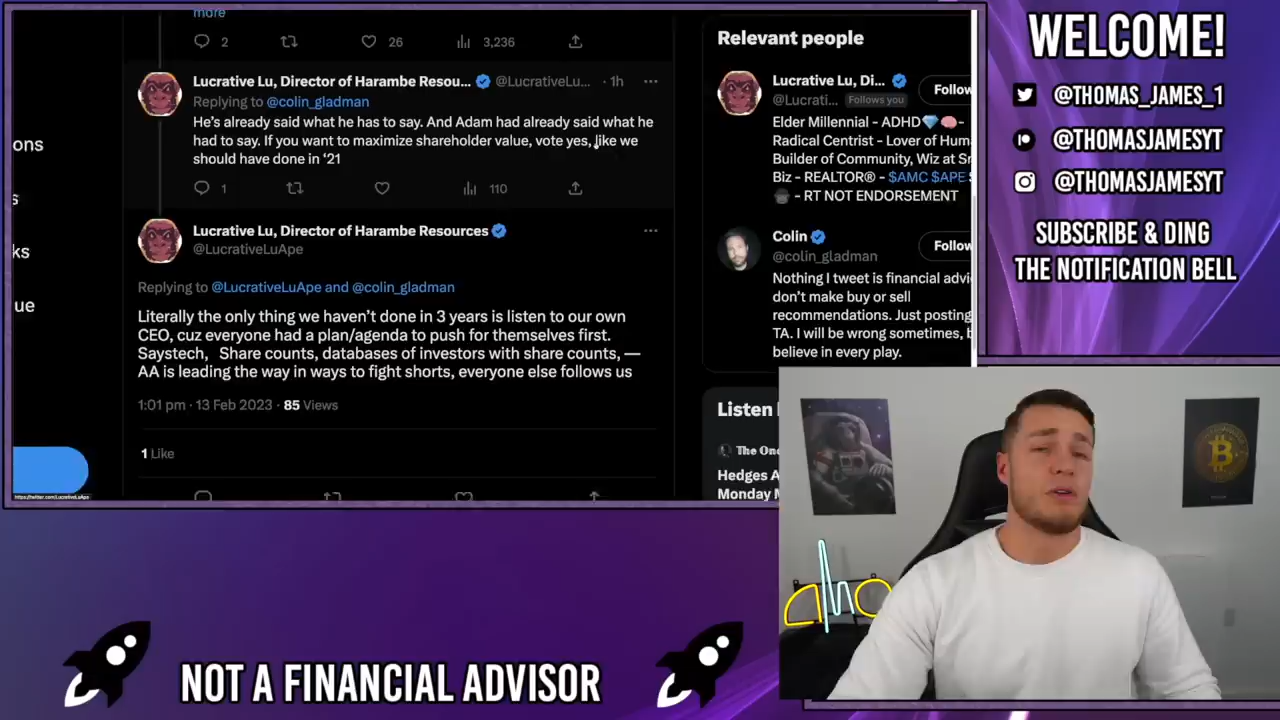 more
2 26 3,236
Lucrative Lu, Director of Harambe Resou... @LucrativeLu... · 1h
Replying to @colin_gladman
He's already said what he has to say. And Adam had already said what he
had to say. If you want to maximize shareholder value, vote yes, like we
should have done in '21
1 110
Lucrative Lu, Director of Harambe Resources
@LucrativeLuApe
Replying to @LucrativeLuApe and @colin_gladman
Literally the only thing we haven't done in 3 years is listen to our own
CEO, cuz everyone had a plan/agenda to push for themselves first.
Saystech, Share counts, databases of investors with share counts, —
AA is leading the way in ways to fight shorts, everyone else follows us
1:01 pm · 13 Feb 2023 · 85 Views
1 Like
ons
s
ks
ue
https://twitter.com/LucrativeLuApe
Relevant people
Lucrative Lu, Di...
@Lucrati... Follows you
Follow
Elder Millennial - ADHD💎🧠-
Radical Centrist - Lover of Huma
Builder of Community, Wiz at Sm
Biz - REALTOR® - $AMC $APE $
- RT NOT ENDORSEMENT
Colin
@colin_gladman
Follow
Nothing I tweet is financial advi
don't make buy or sell
recommendations. Just posting
TA. I will be wrong sometimes, b
believe in every play.
Listen
The One
Hedges A
Monday M
WELCOME!
@THOMAS_JAMES_1
@THOMASJAMESYT
@THOMASJAMESYT
SUBSCRIBE & DING
THE NOTIFICATION BELL
NOT A FINANCIAL ADVISOR